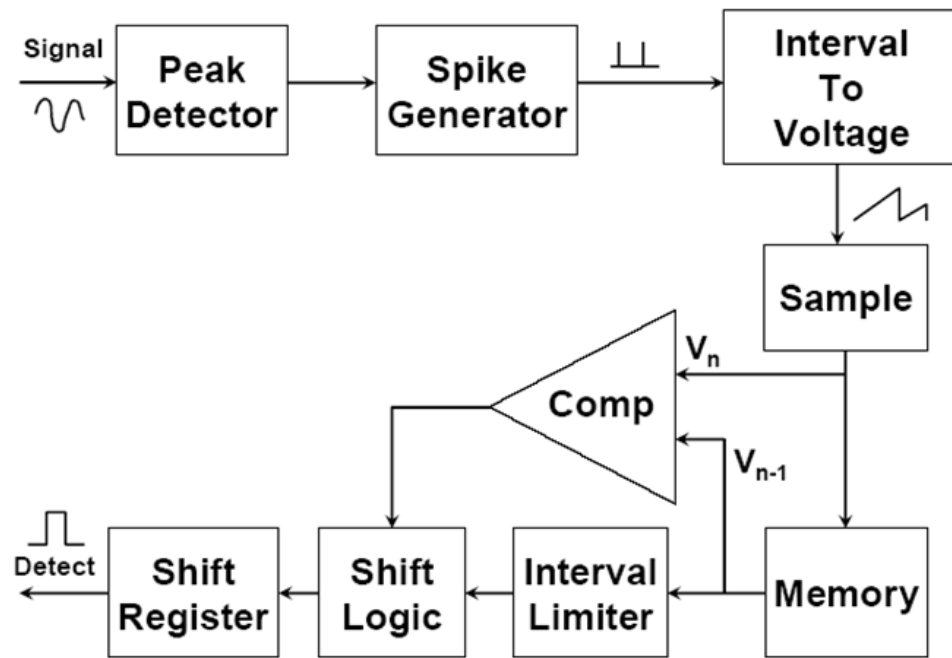 Signal
Peak
Detector
Spike
Generator
Interval
To
Voltage
Sample
Vn
Comp
Vn-1
Detect
Shift
Register
Shift
Logic
Interval
Limiter
Memory